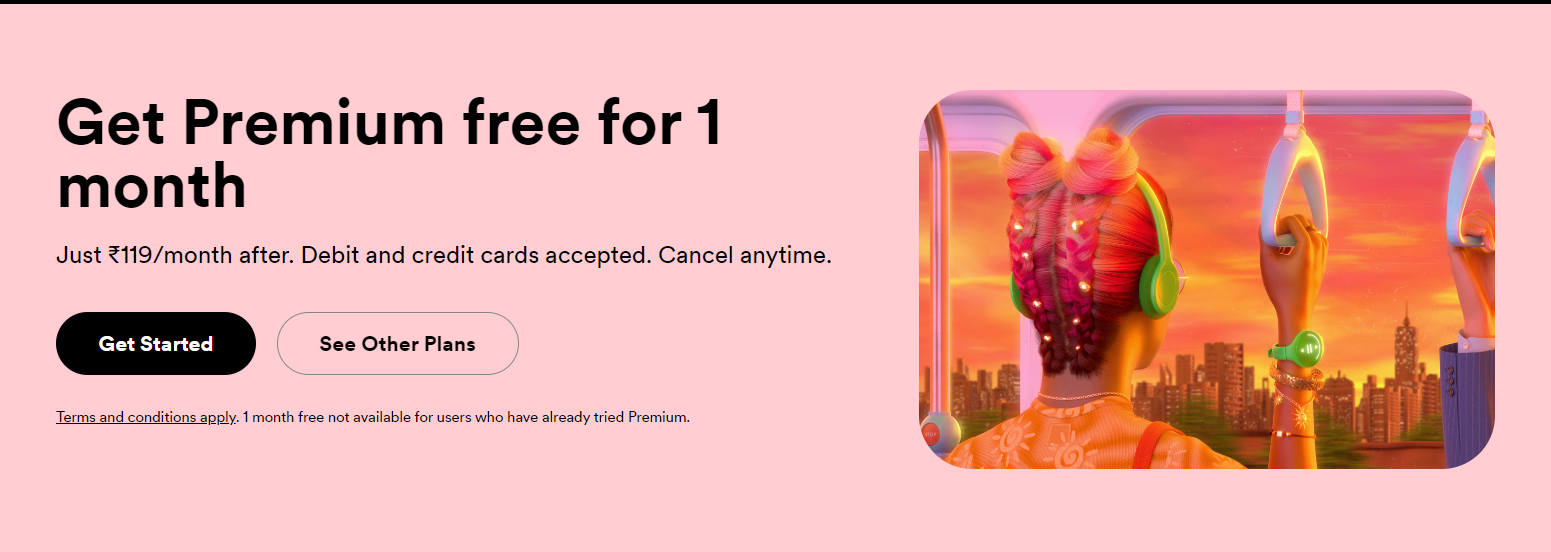 Get Premium free for 1
month
Just ₹119/month after. Debit and credit cards accepted. Cancel anytime.
Get Started
See Other Plans
Terms and conditions apply. 1 month free not available for users who have already tried Premium.